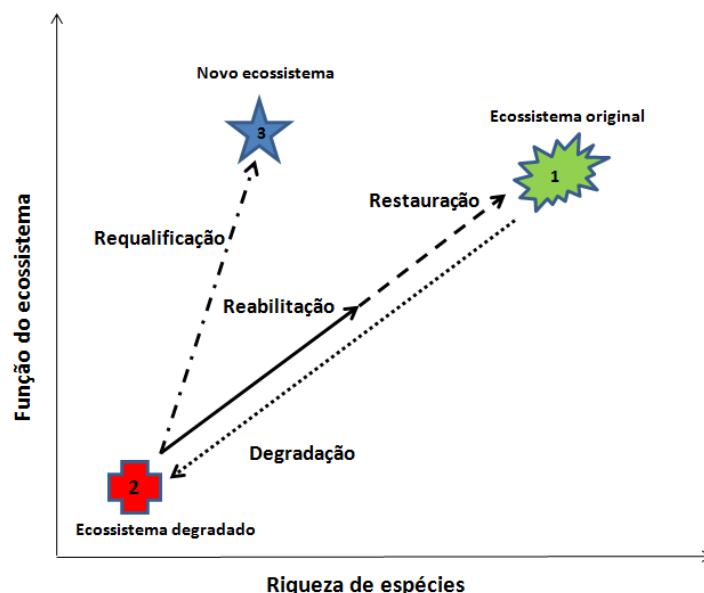 Novo ecossistema
3
Ecossistema original
1
Restauração
Requalificação
Reabilitação
Função do ecossistema
Degradação
2
Ecossistema degradado
Riqueza de espécies